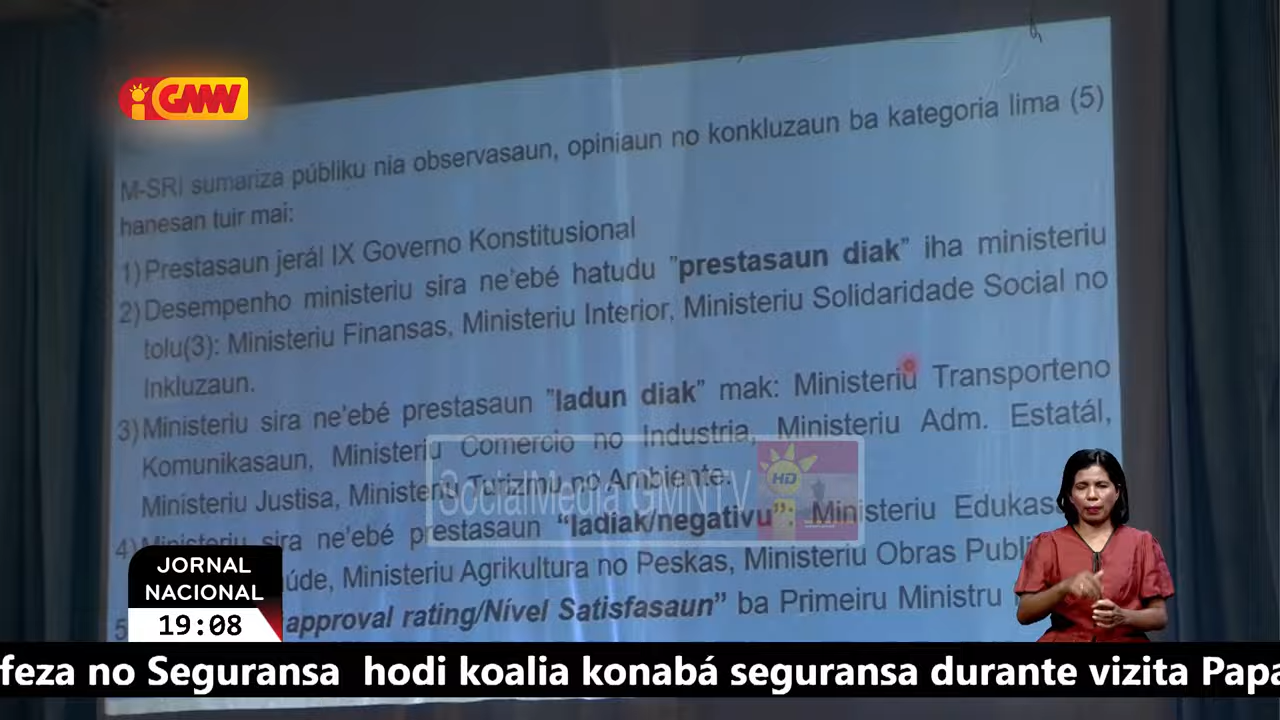 GMN
M-SRI sumariza públiku nia observasaun, opiniaun no konkluzaun ba kategoria lima (5)
hanesan tuir mai:
1) Prestasaun jerál IX Governo Konstitusional
2) Desempenho ministeriu sira ne'ebé hatudu "prestasaun diak" iha ministeriu
tolu(3): Ministeriu Finansas, Ministeriu Interior, Ministeriu Solidaridade Social no
Inkluzaun.
3) Ministeriu sira ne'ebé prestasaun "ladun diak" mak: Ministeriu Transporteno
Komunikasaun, Ministeriu Comercio no Industria, Ministeriu Adm. Estatál,
Ministeriu Justisa, Ministeriu Turizmu no Ambiente.
SocialMedia GMNTV HD
4) Ministeriu sira ne'ebé prestasaun "ladiak/negativu": Ministeriu
Ministeriu Agrikultura no Peskas, Ministeriu Obras
5 approval rating/Nível Satisfasaun" ba Primeiru Ministru
JORNAL
NACIONAL
19:08
feza no Seguransa hodi koalia konabá seguransa durante vizita Papa